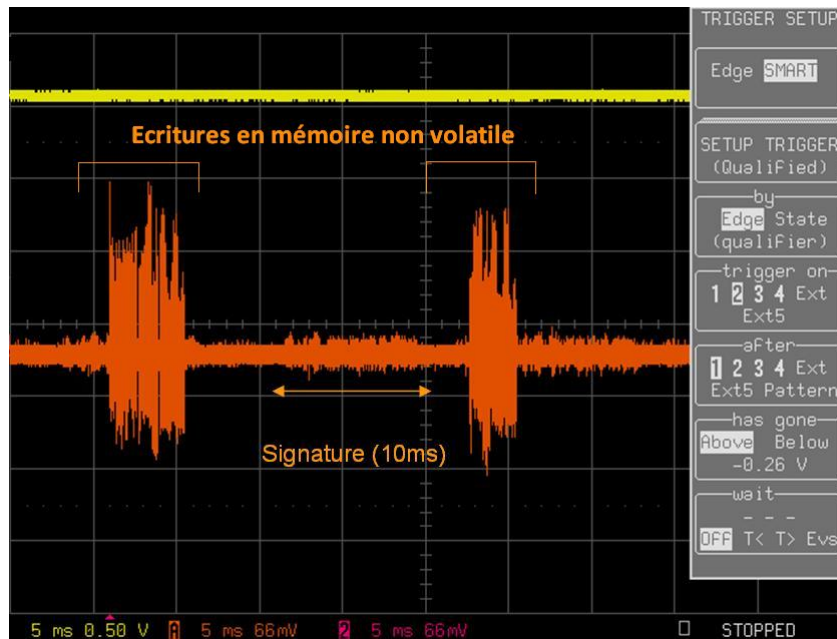 TRIGGER SETUP
Edge SMART
SETUP TRIGGER
(Qualified)
by
Edge State
(qualifier)
trigger on
1 2 3 4 Ext
Ext5
after
1 2 3 4 Ext
Ext5 Pattern
has gone
Above Below
-0.26 V
wait
- - -
OFF T< T> Evs
Ecritures en mémoire non volatile
Signature (10ms)
5 ms 0.50 V A 5 ms 66mV 2 5 ms 66mV
STOPPED